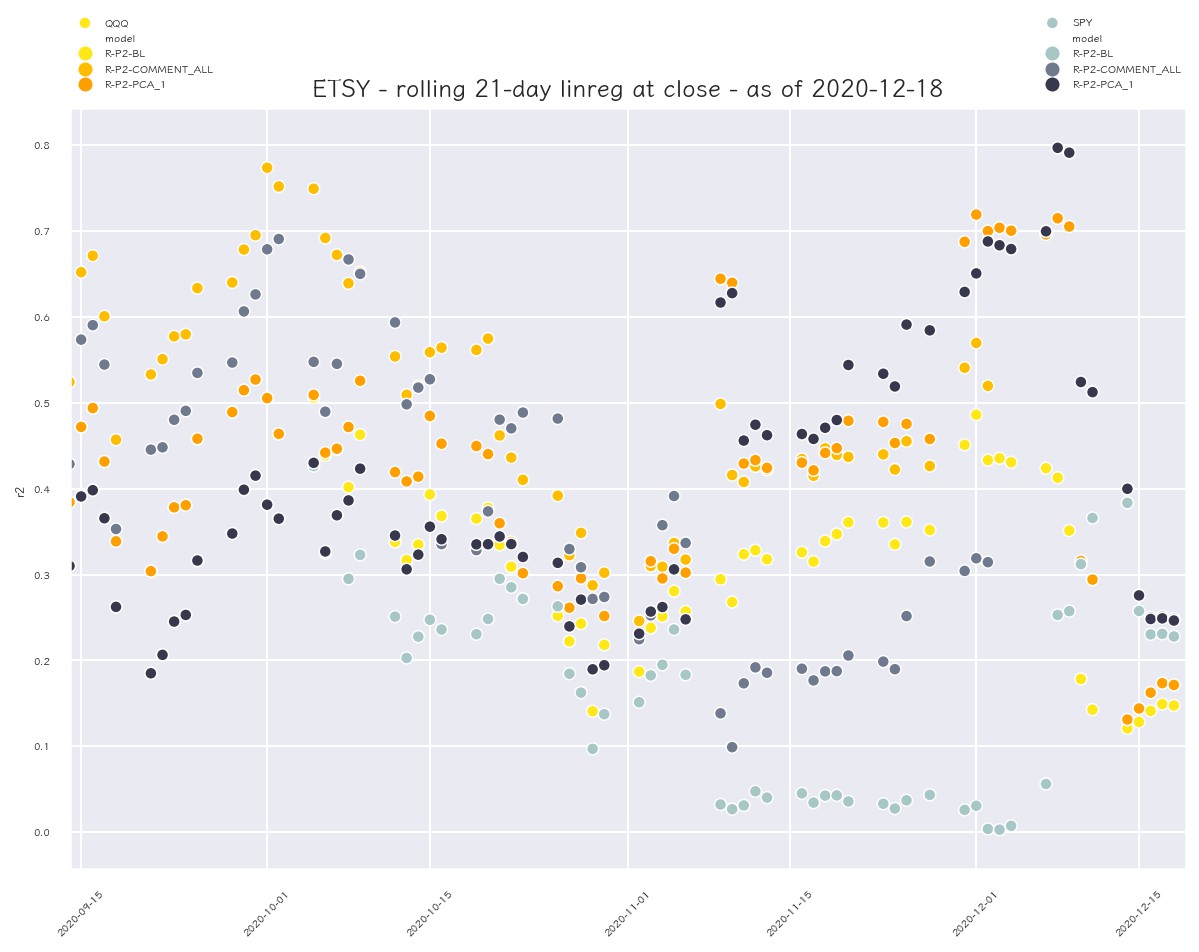 QQQ
model
R-P2-BL
R-P2-COMMENT_ALL
R-P2-PCA_1
SPY
model
R-P2-BL
R-P2-COMMENT_ALL
R-P2-PCA_1
ETSY - rolling 21-day linreg at close - as of 2020-12-18
r2
0.8
0.7
0.6
0.5
0.4
0.3
0.2
0.1
0.0
2020-09-15
2020-10-01
2020-10-15
2020-11-01
2020-11-15
2020-12-01
2020-12-15